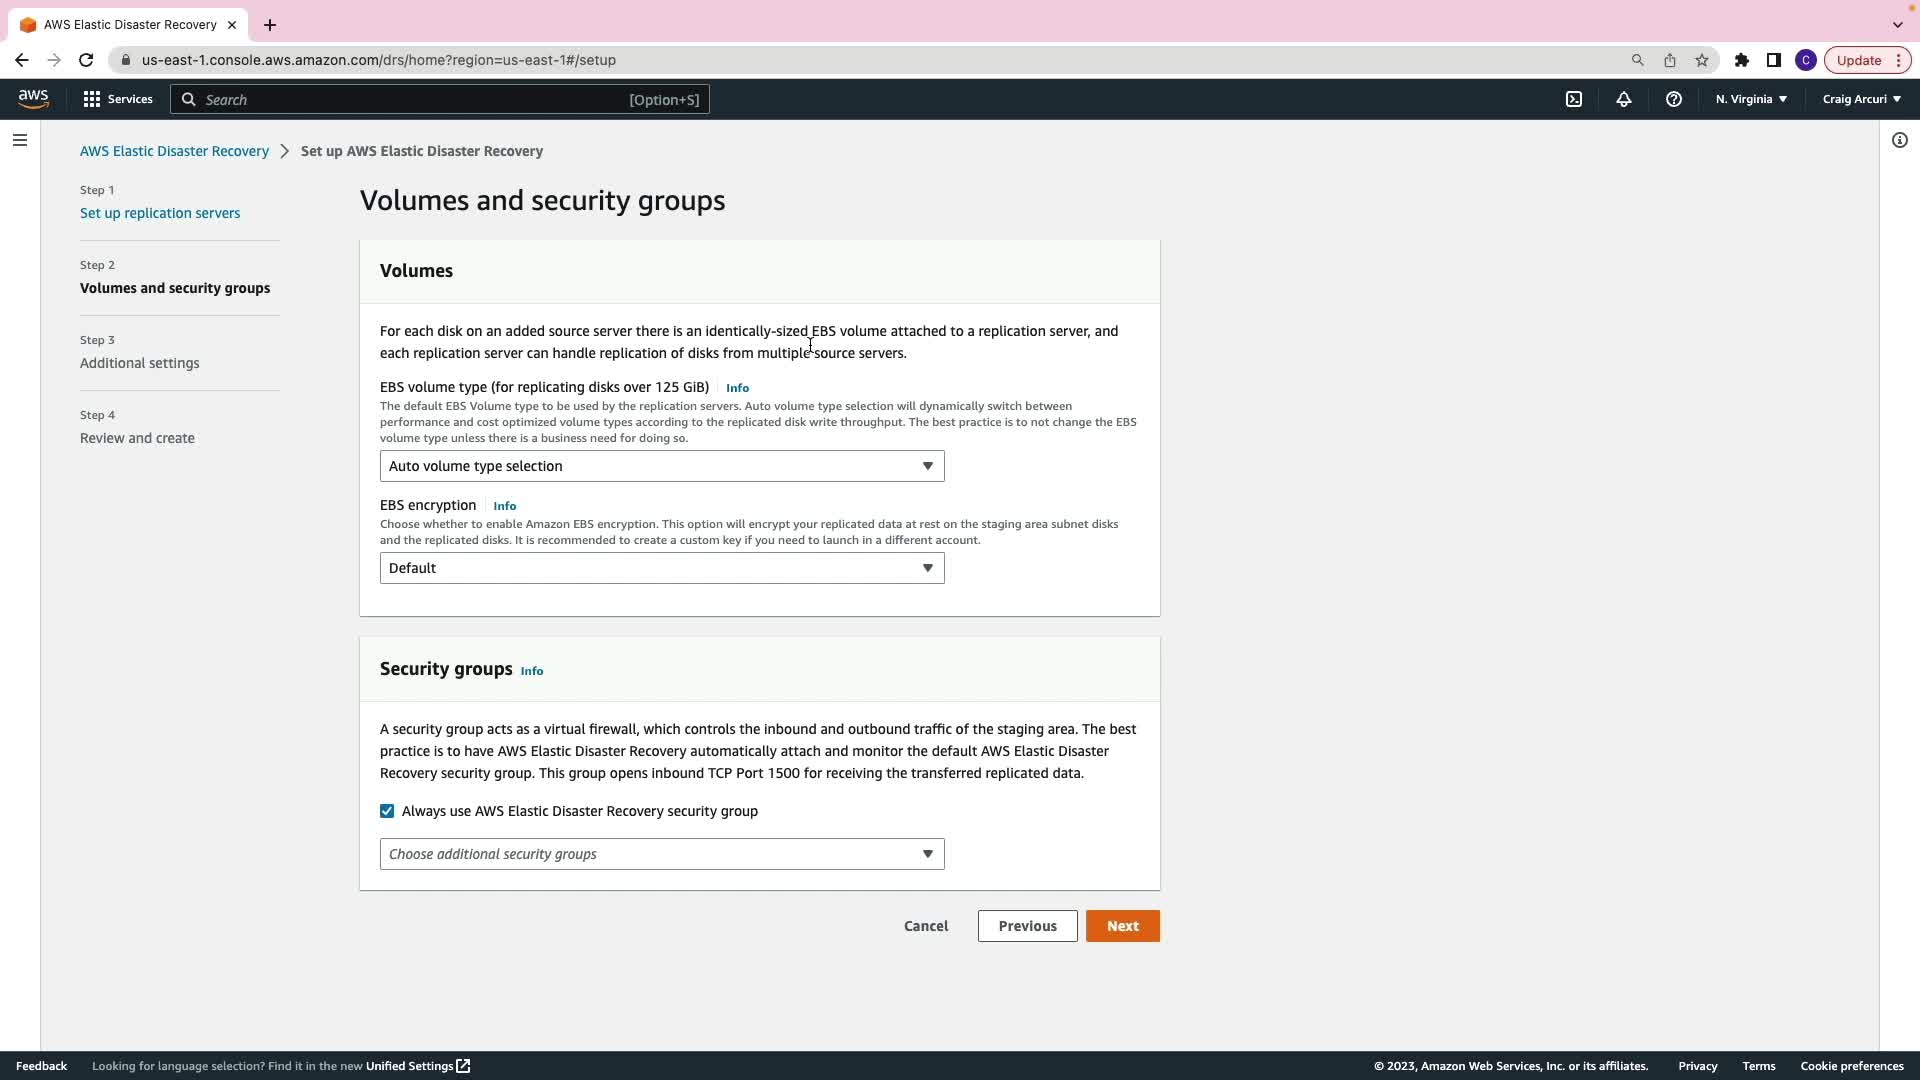 AWS Elastic Disaster Recovery
us-east-1.console.aws.amazon.com/drs/home?region=us-east-1#/setup
C
Update
aws
Services
Search
[Option+S]
N. Virginia
Craig Arcuri
AWS Elastic Disaster Recovery > Set up AWS Elastic Disaster Recovery
Step 1
Set up replication servers
Step 2
Volumes and security groups
Step 3
Additional settings
Step 4
Review and create
Volumes and security groups
Volumes
For each disk on an added source server there is an identically-sized EBS volume attached to a replication server, and
each replication server can handle replication of disks from multiple source servers.
EBS volume type (for replicating disks over 125 GiB) Info
The default EBS Volume type to be used by the replication servers. Auto volume type selection will dynamically switch between
performance and cost optimized volume types according to the replicated disk write throughput. The best practice is to not change the EBS
volume type unless there is a business need for doing so.
Auto volume type selection
EBS encryption Info
Choose whether to enable Amazon EBS encryption. This option will encrypt your replicated data at rest on the staging area subnet disks
and the replicated disks. It is recommended to create a custom key if you need to launch in a different account.
Default
Security groups Info
A security group acts as a virtual firewall, which controls the inbound and outbound traffic of the staging area. The best
practice is to have AWS Elastic Disaster Recovery automatically attach and monitor the default AWS Elastic Disaster
Recovery security group. This group opens inbound TCP Port 1500 for receiving the transferred replicated data.
Always use AWS Elastic Disaster Recovery security group
Choose additional security groups
Cancel
Previous
Next
Feedback
Looking for language selection? Find it in the new Unified Settings
© 2023, Amazon Web Services, Inc. or its affiliates.
Privacy
Terms
Cookie preferences